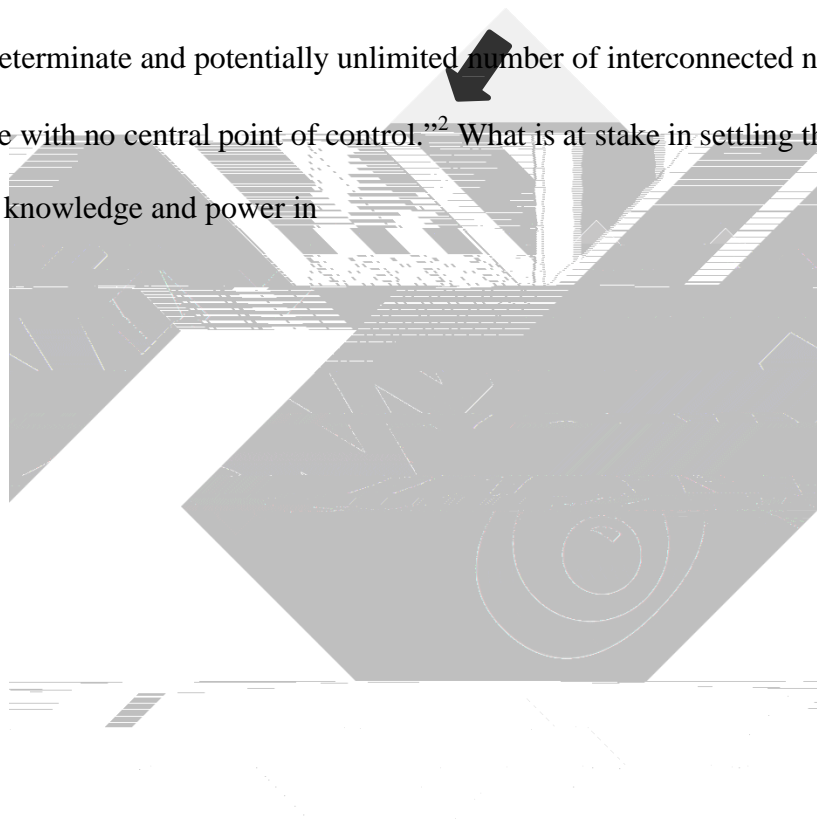 eterminate and potentially unlimited number of interconnected n
e with no central point of control.”² What is at stake in settling th
knowledge and power in